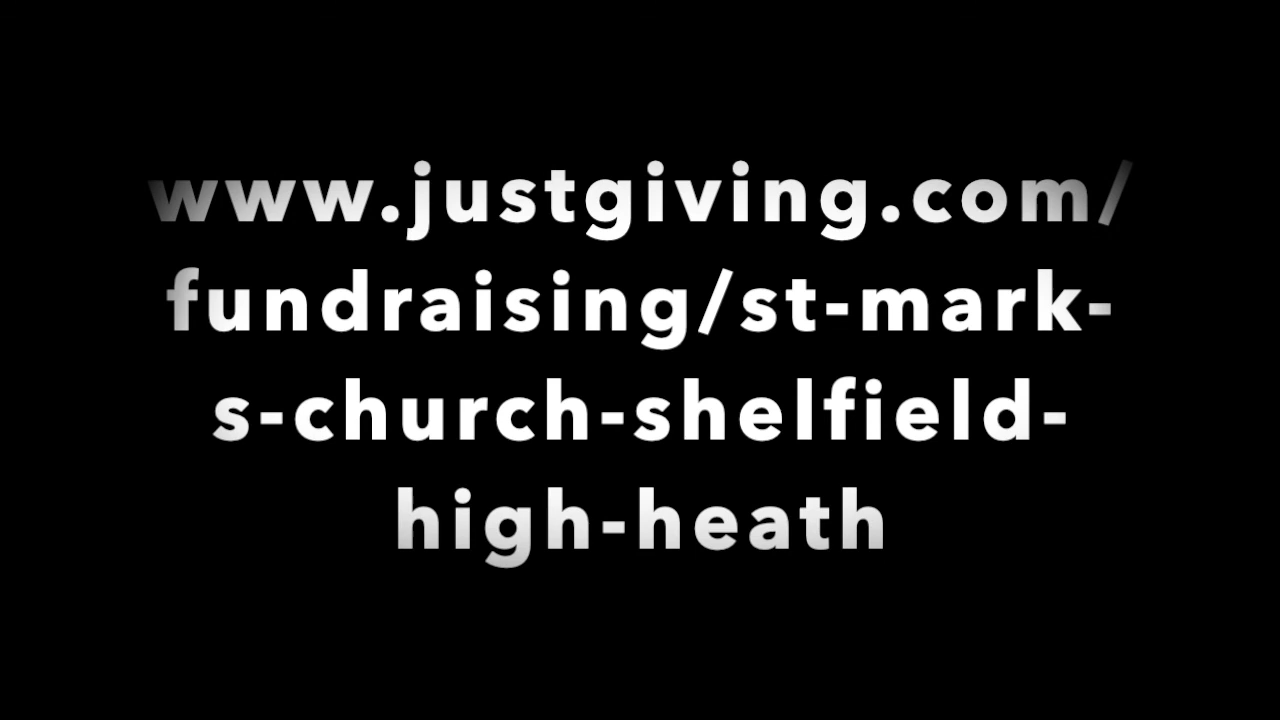 www.justgiving.com/
fundraising/st-mark-
s-church-shelfield-
high-heath